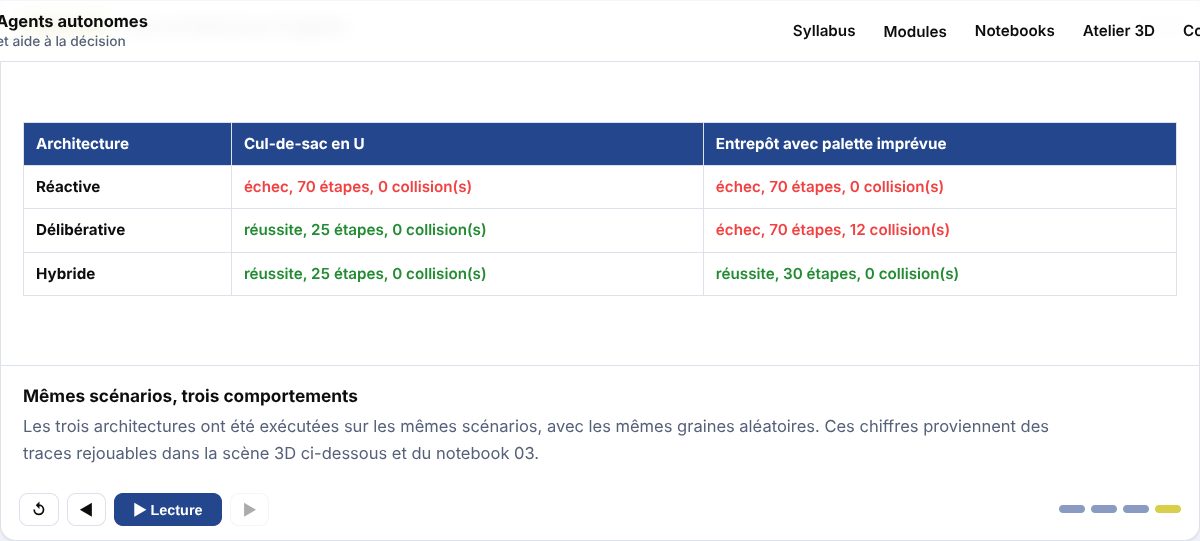 Agents autonomes
et aide à la décision
Syllabus Modules Notebooks Atelier 3D
Architecture Cul-de-sac en U Entrepôt avec palette imprévue
Réactive échec, 70 étapes, 0 collision(s) échec, 70 étapes, 0 collision(s)
Délibérative réussite, 25 étapes, 0 collision(s) échec, 70 étapes, 12 collision(s)
Hybride réussite, 25 étapes, 0 collision(s) réussite, 30 étapes, 0 collision(s)
Mêmes scénarios, trois comportements
Les trois architectures ont été exécutées sur les mêmes scénarios, avec les mêmes graines aléatoires. Ces chiffres proviennent des
traces rejouables dans la scène 3D ci-dessous et du notebook 03.
Lecture